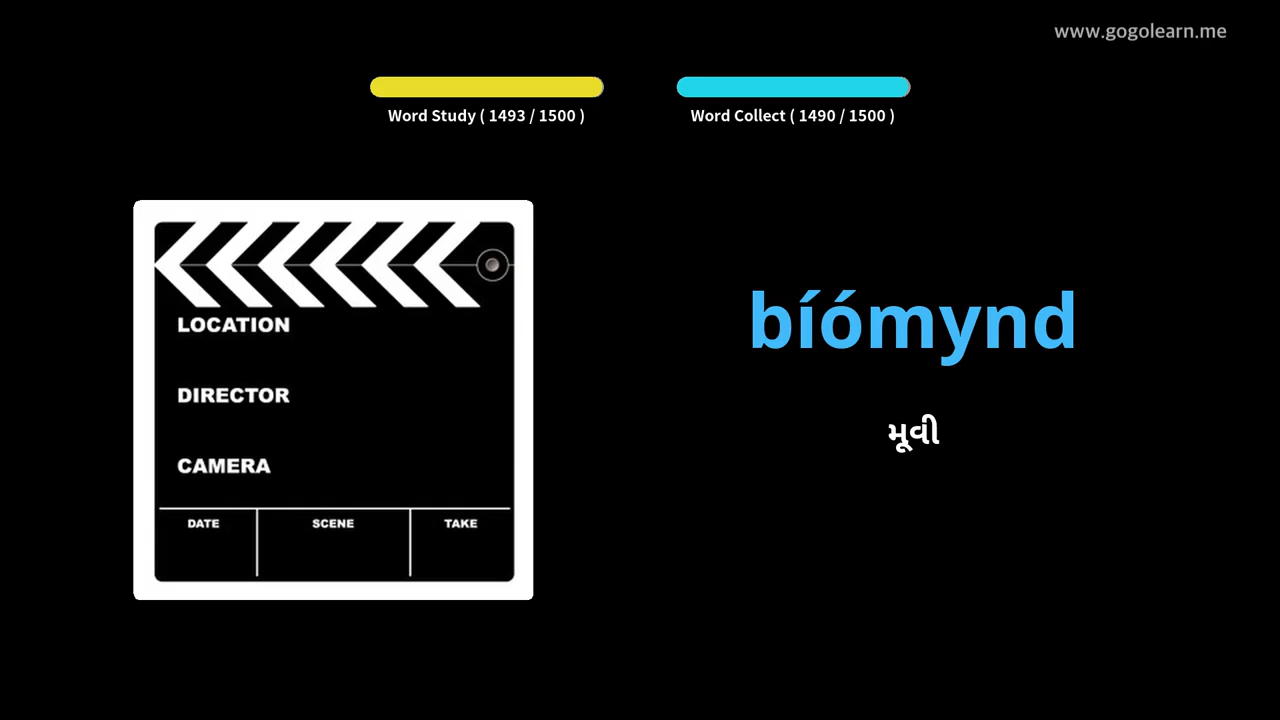 www.gogolearn.me
Word Study ( 1493 / 1500 )
Word Collect ( 1490 / 1500 )
LOCATION
DIRECTOR
CAMERA
DATE
SCENE
TAKE
bíómynd
મૂવી